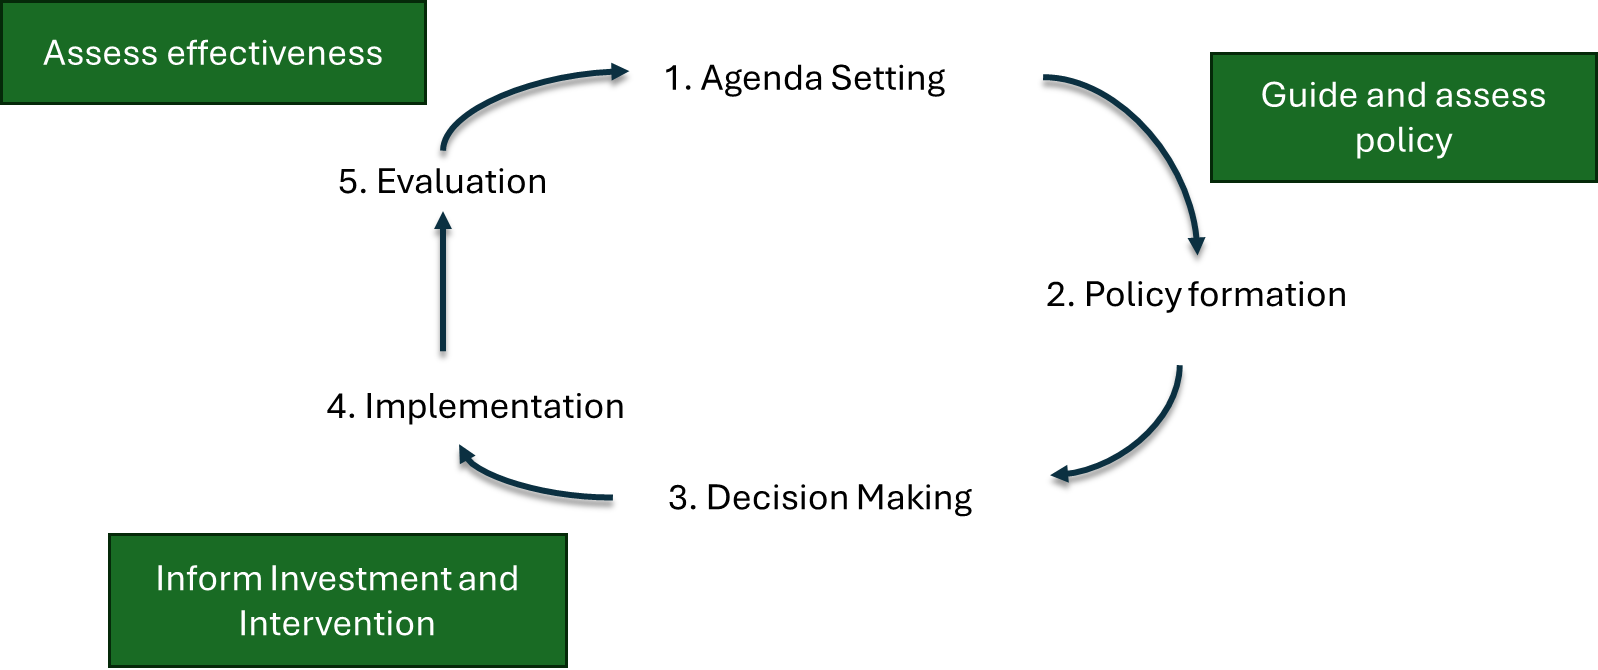 Assess effectiveness
1. Agenda Setting
Guide and assess
policy
5. Evaluation
2. Policy formation
4. Implementation
3. Decision Making
Inform Investment and
Intervention